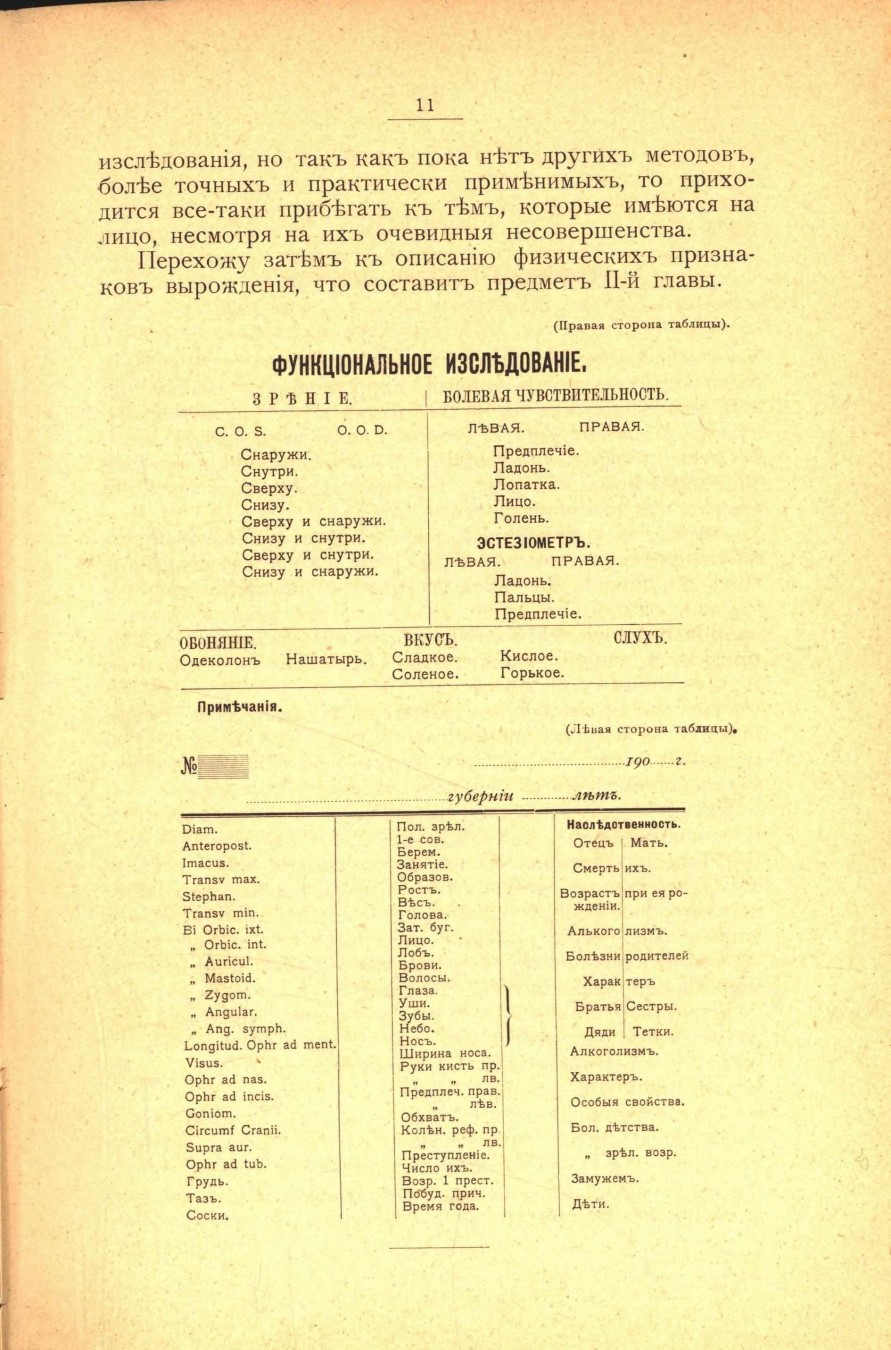 11
изслѣдованія, но такъ какъ пока нѣтъ другихъ методовъ,
болѣе точныхъ и практически примѣнимыхъ, то прихо-
дится все-таки прибѣгать къ тѣмъ, которые имѣются на
лицо, несмотря на ихъ очевидныя несовершенства.
Перехожу затѣмъ къ описанію физическихъ призна-
ковъ вырожденія, что составитъ предметъ II-й главы.
(Правая сторона таблицы).
ФУНКЦІОНАЛЬНОЕ ИЗСЛѢДОВАНІЕ.
ЗРѢНІЕ.
C. O. S. O. O. D.
Снаружи.
Снутри.
Сверху.
Снизу.
Сверху и снаружи.
Снизу и снутри.
Сверху и снутри.
Снизу и снаружи.
БОЛЕВАЯ ЧУВСТВИТЕЛЬНОСТЬ.
ЛѢВАЯ. ПРАВАЯ.
Предплечіе.
Ладонь.
Лопатка.
Лицо.
Голень.
ЭСТЕЗІОМЕТРЪ.
ЛѢВАЯ. ПРАВАЯ.
Ладонь.
Пальцы.
Предплечіе.
ОБОНЯНІЕ. ВКУСЪ. СЛУХЪ.
Одеколонъ Нашатырь. Сладкое. Кислое.
Соленое. Горькое.
Примѣчанія.
(Лѣвая сторона таблицы).
№ 190 г.
губерніи лѣтъ.
Diam.
Anteropost.
Imacus.
Transv max.
Stephan.
Transv min.
Bi Orbic. ixt.
„ Orbic. int.
„ Auricul.
„ Mastoid.
„ Zygom.
„ Angular.
„ Ang. symph.
Longitud. Ophr ad ment.
Visus.
Ophr ad nas.
Ophr ad incis.
Goniom.
Circumf Cranii.
Supra aur.
Ophr ad tub.
Грудь.
Тазъ.
Соски.
Пол. зрѣл.
1-е сов.
Берем.
Занятіе.
Образов.
Ростъ.
Вѣсъ.
Голова.
Зат. буг.
Лицо.
Лобъ.
Брови.
Волосы.
Глаза.
Уши.
Зубы.
Небо.
Носъ.
Ширина носа.
Руки кисть пр.
„ „ лв.
Предплеч. прав.
„ лѣв.
Обхватъ.
Колѣн. реф. пр
„ „ лв.
Преступленіе.
Число ихъ.
Возр. 1 прест.
Побуд. прич.
Время года.
Наслѣдственность.
Отецъ Мать.
Смерть ихъ.
Возрастъ при ея ро-
жденіи.
Алького лизмъ.
Болѣзни родителей
Харак теръ
Братья Сестры.
Дяди Тетки.
Алкоголизмъ.
Характеръ.
Особыя свойства.
Бол. дѣтства.
„ зрѣл. возр.
Замужемъ.
Дѣти.